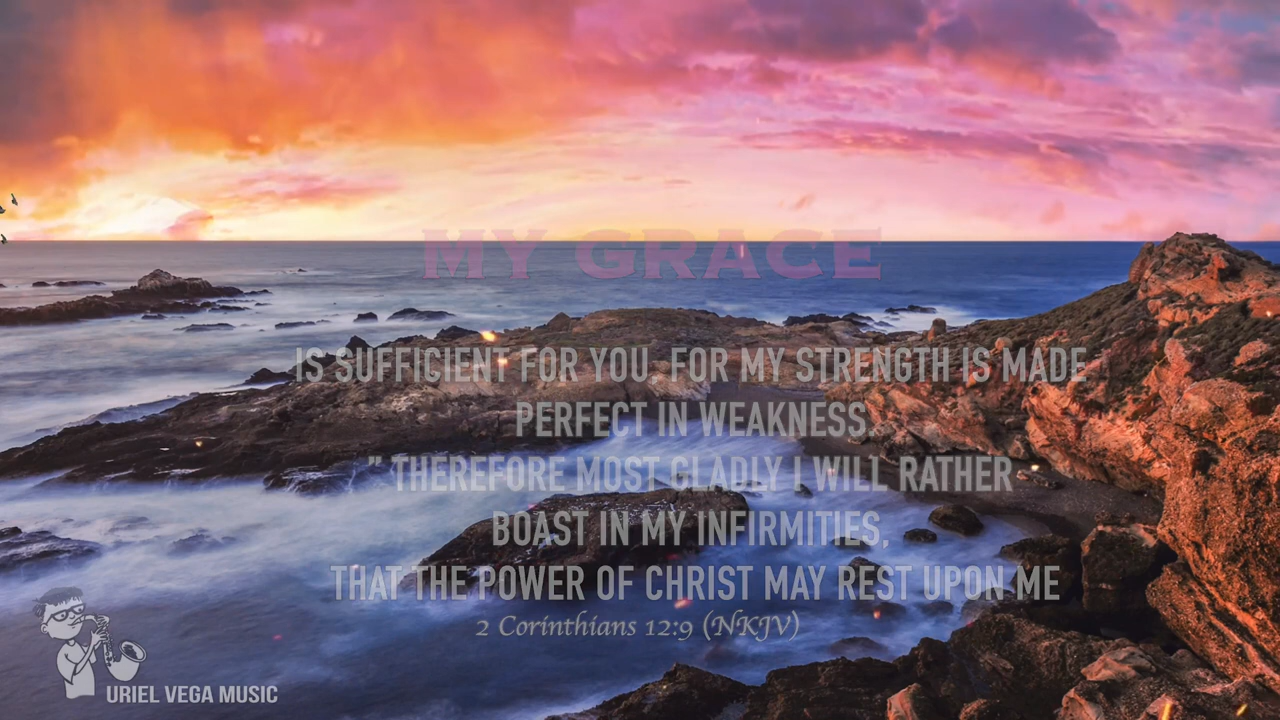 MY GRACE
IS SUFFICIENT FOR YOU, FOR MY STRENGTH IS MADE
PERFECT IN WEAKNESS.
" THEREFORE MOST GLADLY I WILL RATHER
BOAST IN MY INFIRMITIES,
THAT THE POWER OF CHRIST MAY REST UPON ME
2 Corinthians 12:9 (NKJV)
URIEL VEGA MUSIC